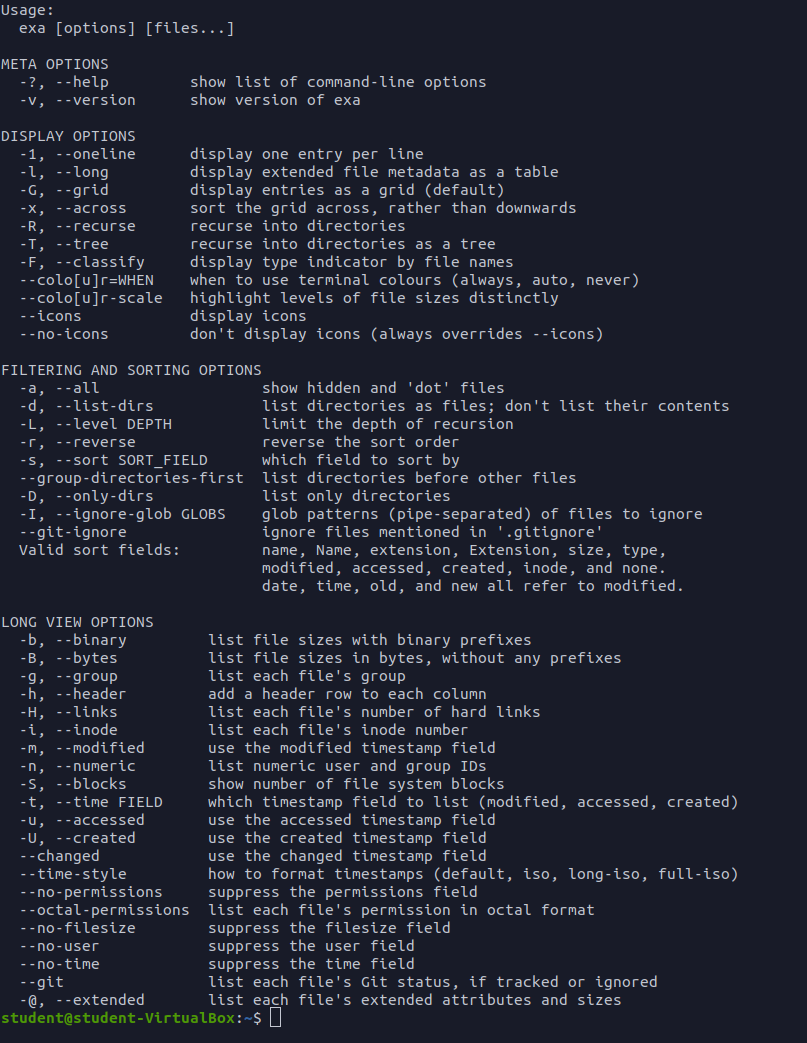 Usage:
  exa [options] [files...]

META OPTIONS
  -?, --help         show list of command-line options
  -v, --version      show version of exa

DISPLAY OPTIONS
  -1, --oneline      display one entry per line
  -l, --long         display extended file metadata as a table
  -G, --grid         display entries as a grid (default)
  -x, --across       sort the grid across, rather than downwards
  -R, --recurse      recurse into directories
  -T, --tree         recurse into directories as a tree
  -F, --classify     display type indicator by file names
  --colo[u]r=WHEN    when to use terminal colours (always, auto, never)
  --colo[u]r-scale   highlight levels of file sizes distinctly
  --icons            display icons
  --no-icons         don't display icons (always overrides --icons)

FILTERING AND SORTING OPTIONS
  -a, --all                  show hidden and 'dot' files
  -d, --list-dirs            list directories as files; don't list their contents
  -L, --level DEPTH          limit the depth of recursion
  -r, --reverse              reverse the sort order
  -s, --sort SORT_FIELD      which field to sort by
  --group-directories-first  list directories before other files
  -D, --only-dirs            list only directories
  -I, --ignore-glob GLOBS    glob patterns (pipe-separated) of files to ignore
  --git-ignore               ignore files mentioned in '.gitignore'
  Valid sort fields:         name, Name, extension, Extension, size, type,
                             modified, accessed, created, inode, and none.
                             date, time, old, and new all refer to modified.

LONG VIEW OPTIONS
  -b, --binary         list file sizes with binary prefixes
  -B, --bytes          list file sizes in bytes, without any prefixes
  -g, --group          list each file's group
  -h, --header         add a header row to each column
  -H, --links          list each file's number of hard links
  -i, --inode          list each file's inode number
  -m, --modified       use the modified timestamp field
  -n, --numeric        list numeric user and group IDs
  -S, --blocks         show number of file system blocks
  -t, --time FIELD     which timestamp field to list (modified, accessed, created)
  -u, --accessed       use the accessed timestamp field
  -U, --created        use the created timestamp field
  --changed            use the changed timestamp field
  --time-style         how to format timestamps (default, iso, long-iso, full-iso)
  --no-permissions     suppress the permissions field
  --octal-permissions  list each file's permission in octal format
  --no-filesize        suppress the filesize field
  --no-user            suppress the user field
  --no-time            suppress the time field
  --git                list each file's Git status, if tracked or ignored
  -@, --extended       list each file's extended attributes and sizes
student@student-VirtualBox:~$